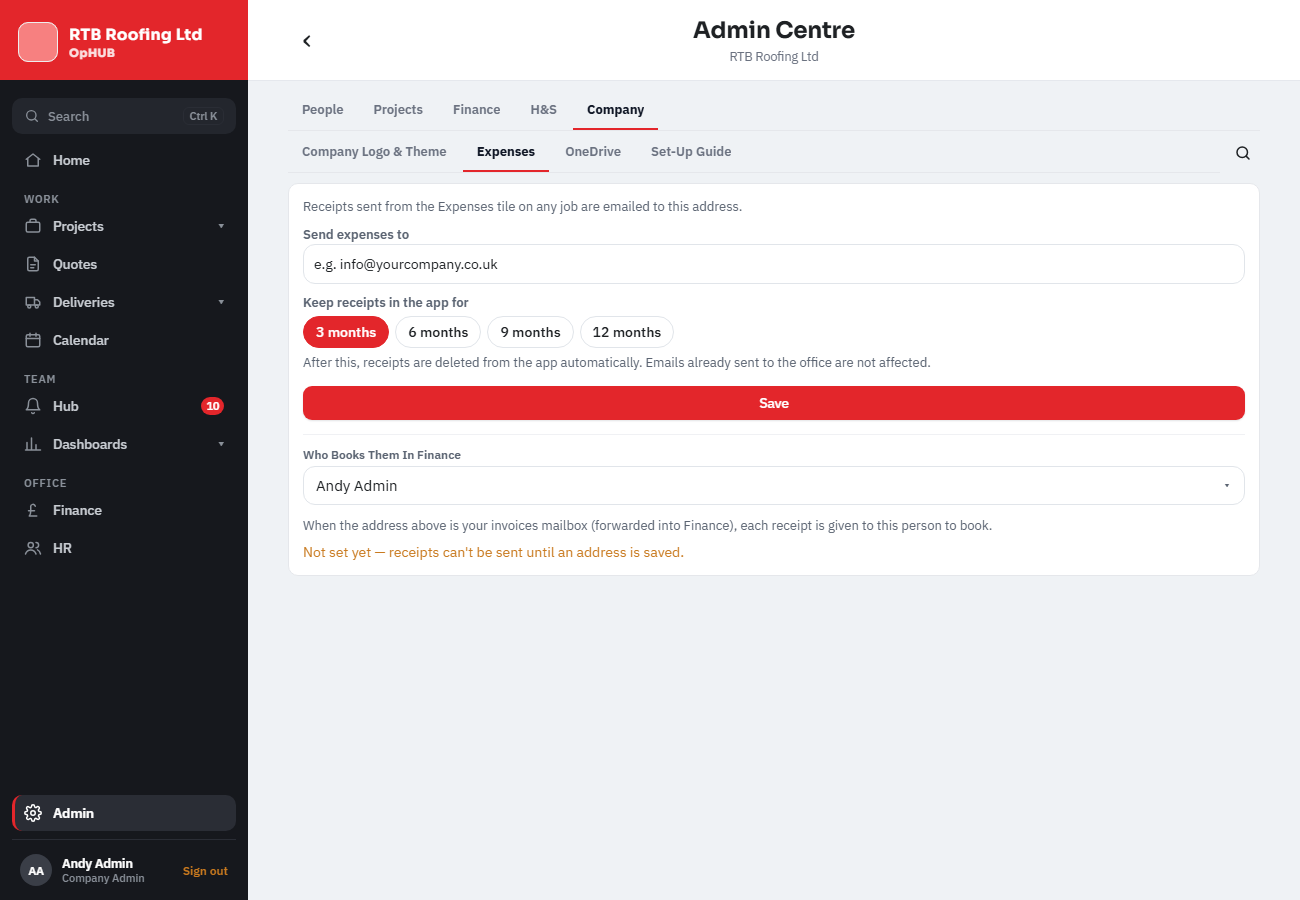 RTB Roofing Ltd
OpHUB
Search Ctrl K
Home
WORK
Projects
Quotes
Deliveries
Calendar
TEAM
Hub 10
Dashboards
OFFICE
Finance
HR
Admin
AA Andy Admin
Company Admin
Sign out
Admin Centre
RTB Roofing Ltd
People Projects Finance H&S Company
Company Logo & Theme Expenses OneDrive Set-Up Guide
Receipts sent from the Expenses tile on any job are emailed to this address.
Send expenses to
e.g. info@yourcompany.co.uk
Keep receipts in the app for
3 months 6 months 9 months 12 months
After this, receipts are deleted from the app automatically. Emails already sent to the office are not affected.
Save
Who Books Them In Finance
Andy Admin
When the address above is your invoices mailbox (forwarded into Finance), each receipt is given to this person to book.
Not set yet — receipts can't be sent until an address is saved.